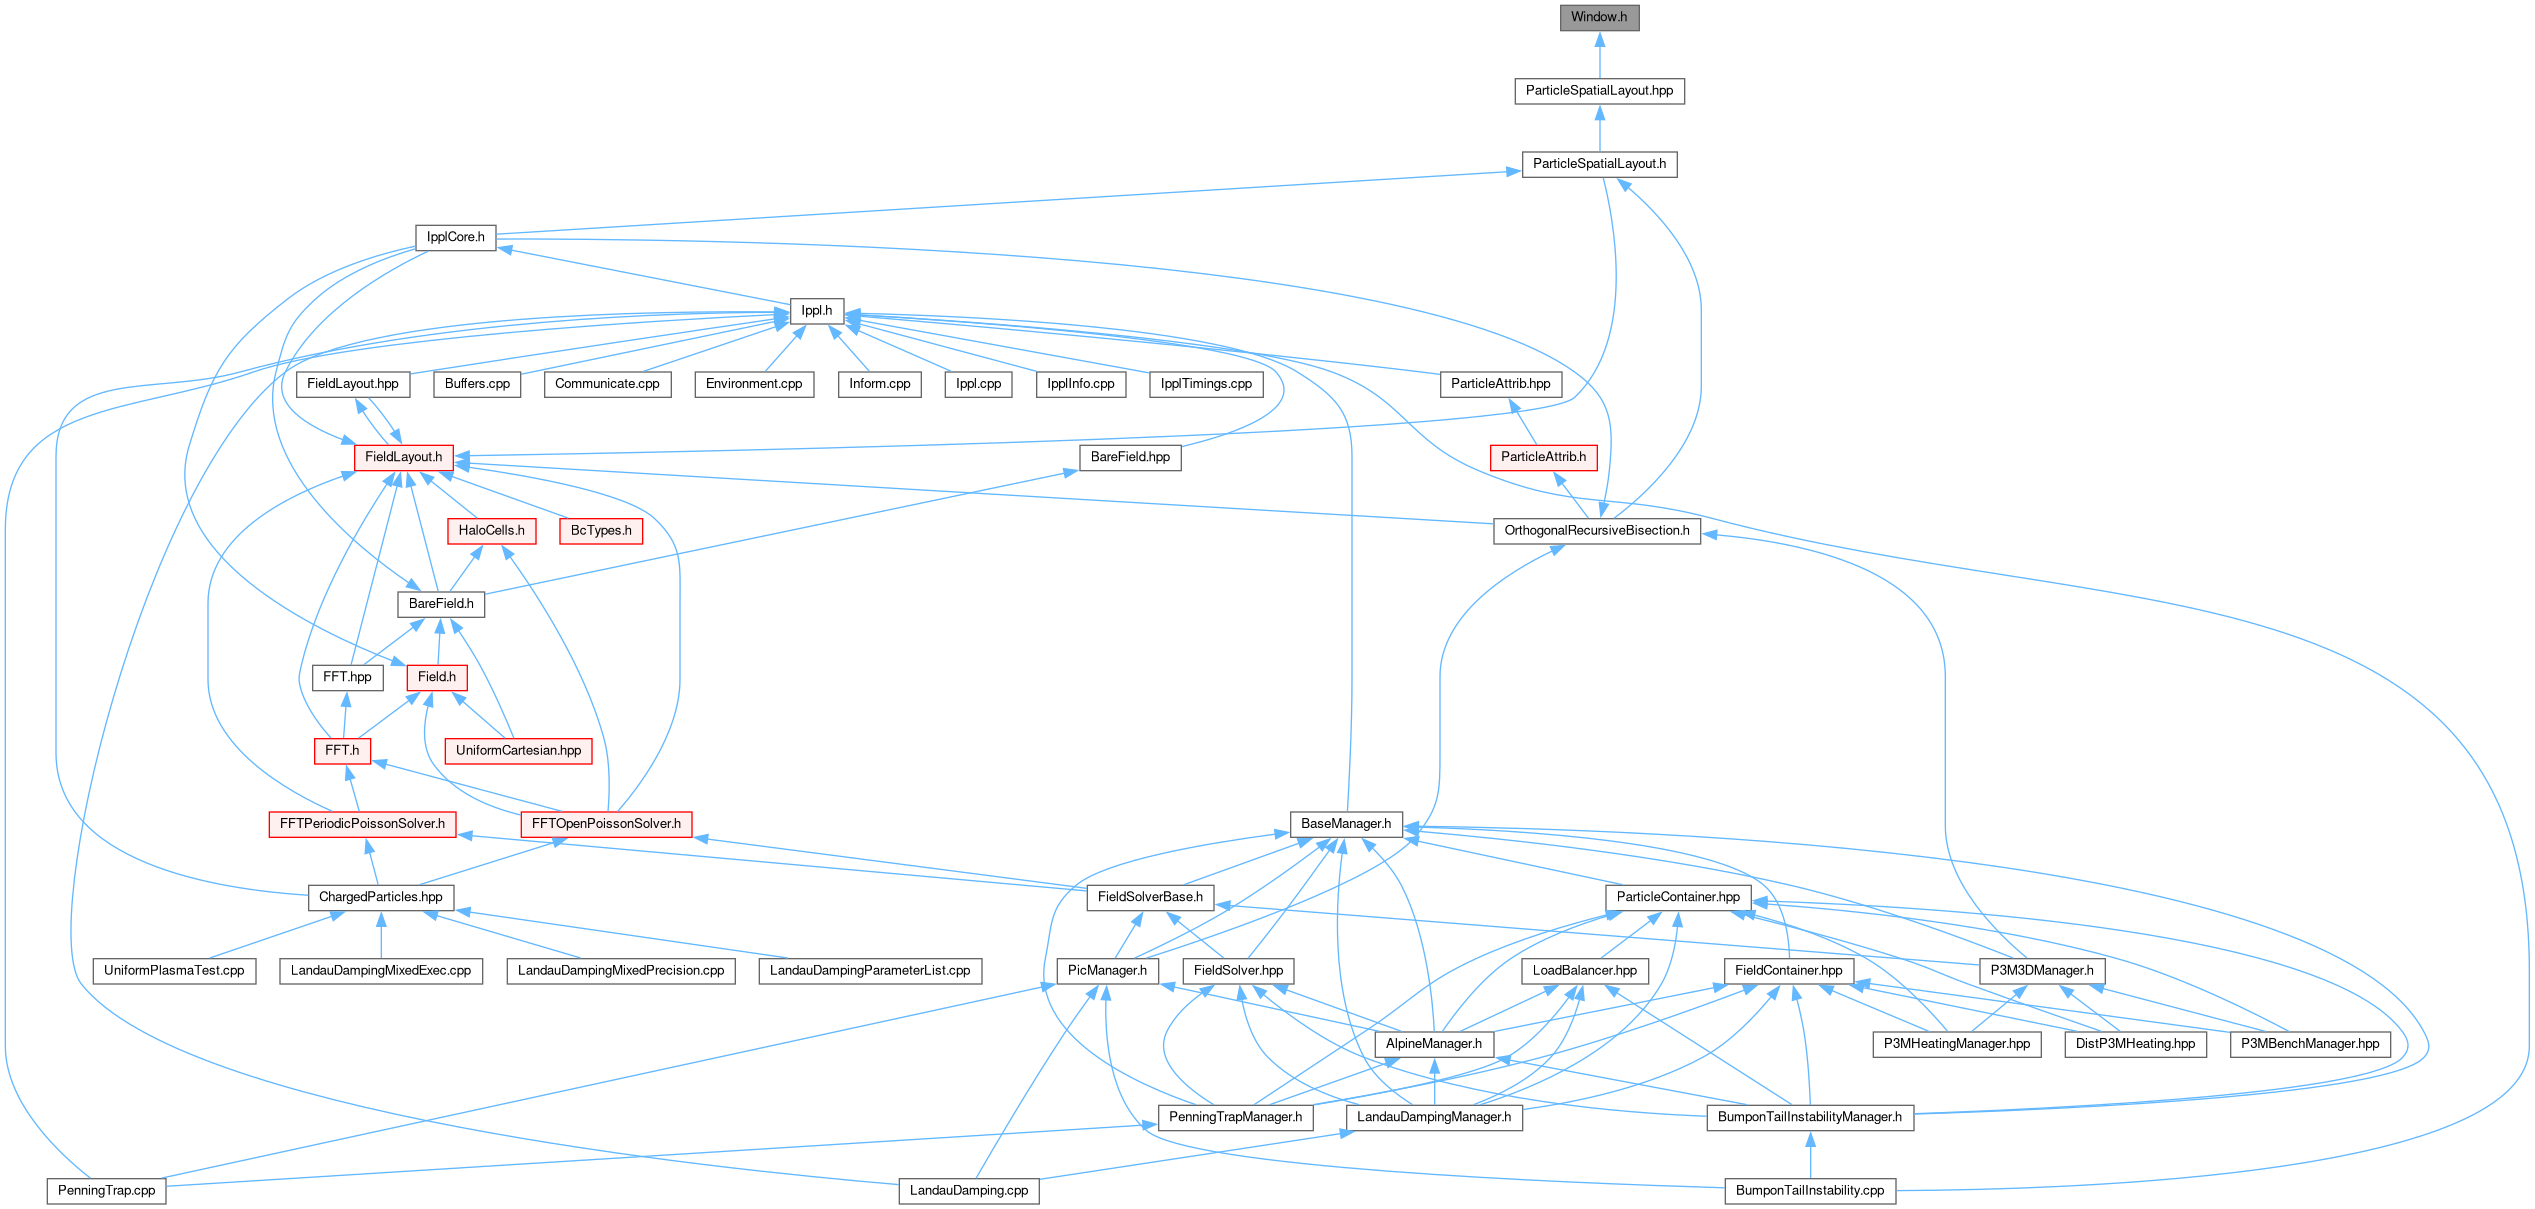 Window.h
ParticleSpatialLayout.hpp
ParticleSpatialLayout.h
IpplCore.h
Ippl.h
FieldLayout.hpp
Buffers.cpp
Communicate.cpp
Environment.cpp
Inform.cpp
Ippl.cpp
IpplInfo.cpp
IpplTimings.cpp
ParticleAttrib.hpp
FieldLayout.h
BareField.hpp
ParticleAttrib.h
HaloCells.h
BcTypes.h
OrthogonalRecursiveBisection.h
BareField.h
FFT.hpp
Field.h
FFT.h
UniformCartesian.hpp
FFTPeriodicPoissonSolver.h
FFTOpenPoissonSolver.h
BaseManager.h
ChargedParticles.hpp
FieldSolverBase.h
ParticleContainer.hpp
UniformPlasmaTest.cpp
LandauDampingMixedExec.cpp
LandauDampingMixedPrecision.cpp
LandauDampingParameterList.cpp
PicManager.h
FieldSolver.hpp
LoadBalancer.hpp
FieldContainer.hpp
P3M3DManager.h
AlpineManager.h
P3MHeatingManager.hpp
DistP3MHeating.hpp
P3MBenchManager.hpp
PenningTrapManager.h
LandauDampingManager.h
BumponTailInstabilityManager.h
PenningTrap.cpp
LandauDamping.cpp
BumponTailInstability.cpp